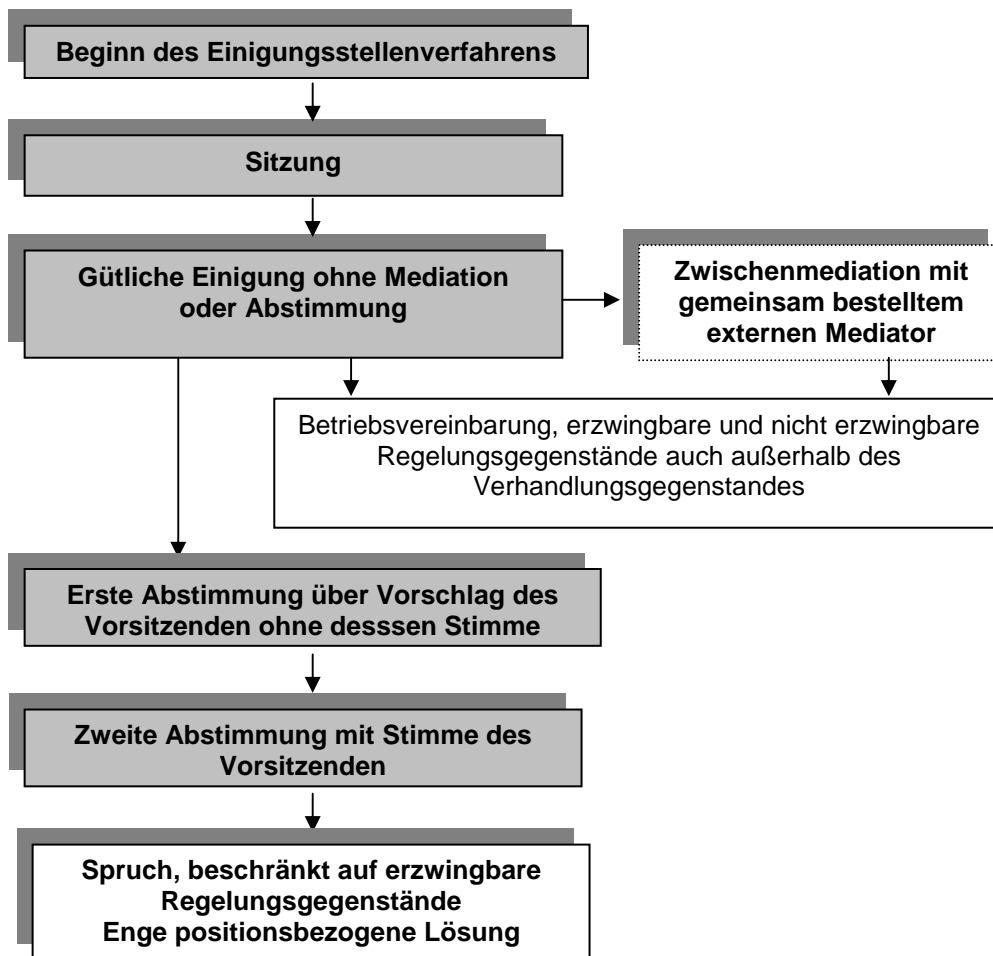 Beginn des Einigungsstellenverfahrens
Sitzung
Gütliche Einigung ohne Mediation
oder Abstimmung
Zwischenmediation mit
gemeinsam bestelltem
externen Mediator
Betriebsvereinbarung, erzwingbare und nicht erzwingbare
Regelungsgegenstände auch außerhalb des
Verhandlungsgegenstandes
Erste Abstimmung über Vorschlag des
Vorsitzenden ohne desssen Stimme
Zweite Abstimmung mit Stimme des
Vorsitzenden
Spruch, beschränkt auf erzwingbare
Regelungsgegenstände
Enge positionsbezogene Lösung